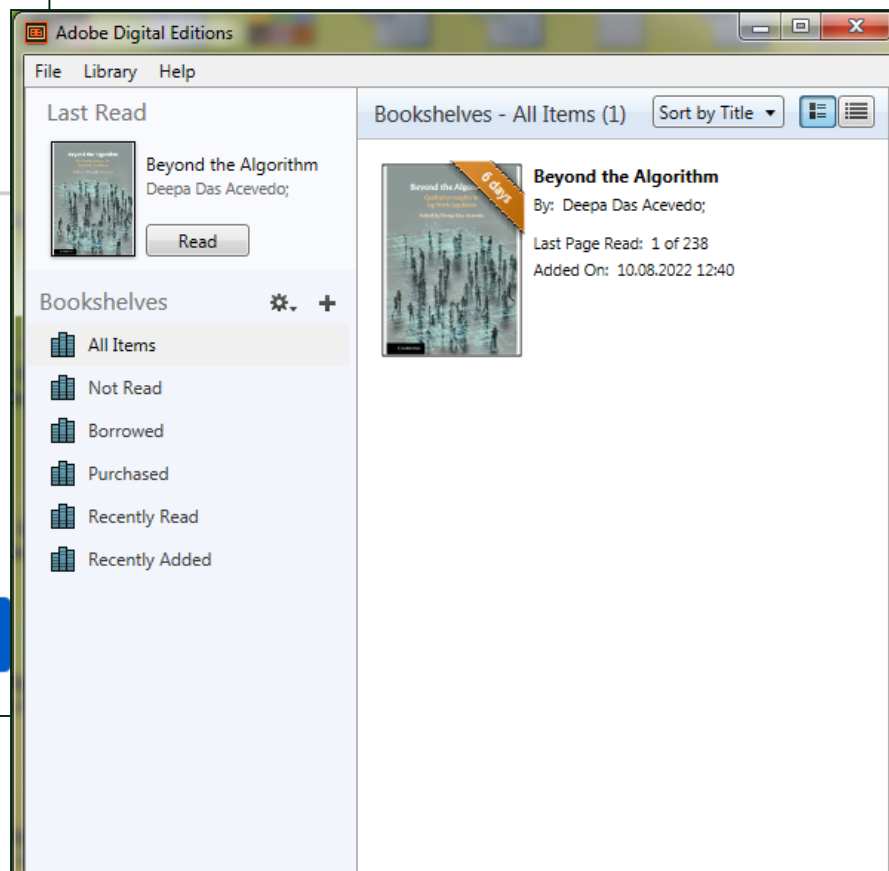 Adobe Digital Editions
File Library Help
Last Read
Beyond the Algorithm
Deepa Das Acevedo;
Read
Bookshelves
All Items
Not Read
Borrowed
Purchased
Recently Read
Recently Added
Bookshelves - All Items (1)
Sort by Title
6 days
Beyond the Algorithm
By: Deepa Das Acevedo;
Last Page Read: 1 of 238
Added On: 10.08.2022 12:40